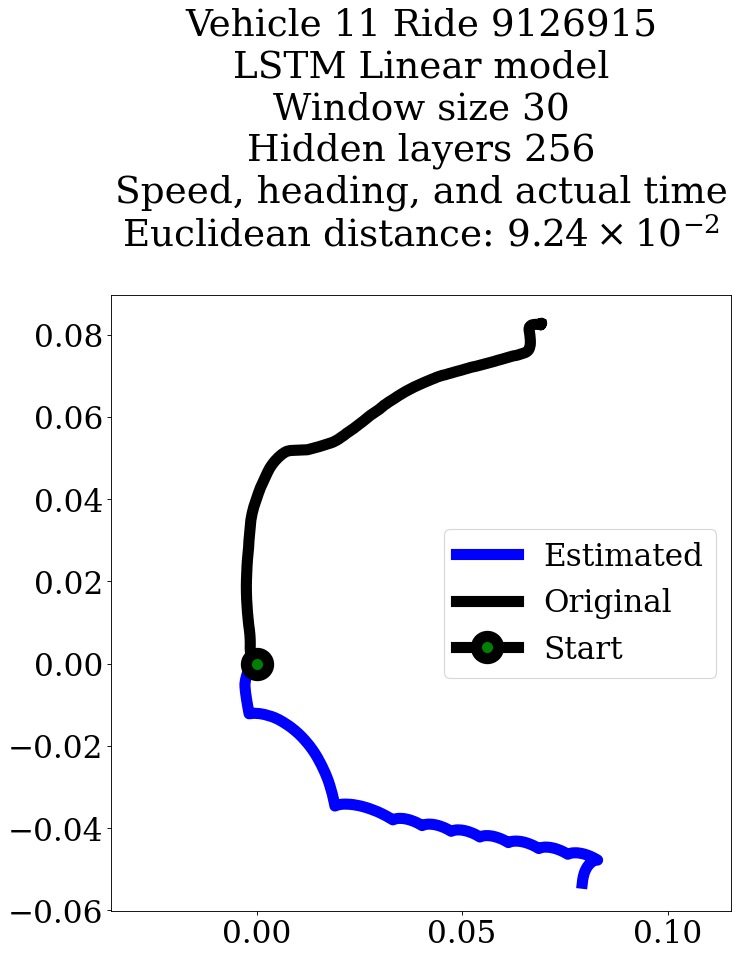 Vehicle 11 Ride 9126915
LSTM Linear model
Window size 30
Hidden layers 256
Speed, heading, and actual time
Euclidean distance: 9.24 × 10⁻²
0.08
0.06
0.04
Estimated
0.02
Original
Start
0.00
−0.02
−0.04
−0.06
0.00 0.05 0.10